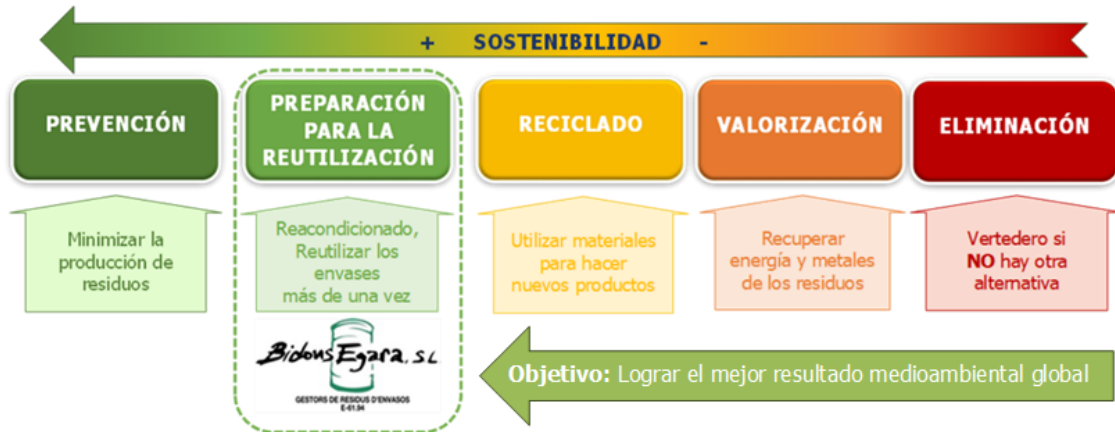 + SOSTENIBILIDAD -
PREVENCIÓN
PREPARACIÓN
PARA LA
REUTILIZACIÓN
RECICLADO
VALORIZACIÓN
ELIMINACIÓN
Minimizar la
producción de
residuos
Reacondicionado,
Reutilizar los
envases
más de una vez
Utilizar materiales
para hacer
nuevos productos
Recuperar
energía y metales
de los residuos
Vertedero si
NO hay otra
alternativa
Bidons Egara, S.L
GESTORS DE RESIDUS D'ENVASOS
E-61.94
Objetivo: Lograr el mejor resultado medioambiental global